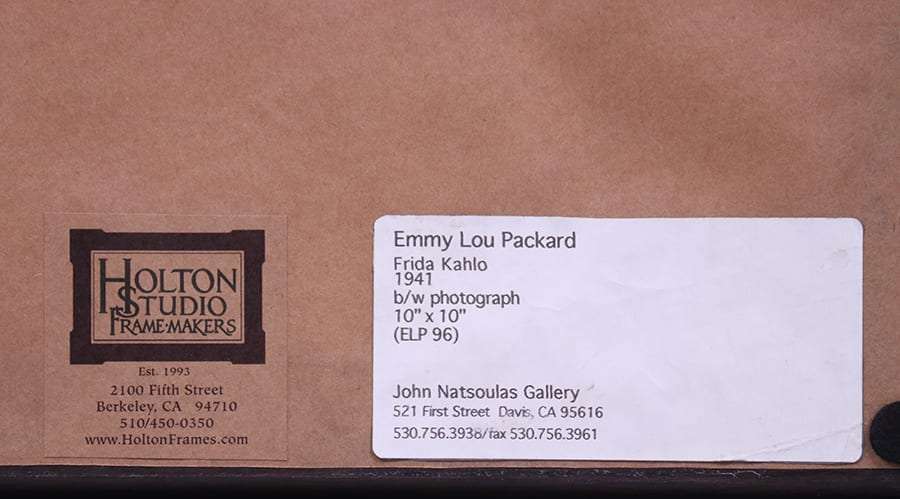 HOLTON
STUDIO
FRAME·MAKERS
Est. 1993
2100 Fifth Street
Berkeley, CA 94710
510/450-0350
www.HoltonFrames.com
Emmy Lou Packard
Frida Kahlo
1941
b/w photograph
10" x 10"
(ELP 96)
John Natsoulas Gallery
521 First Street Davis, CA 95616
530.756.3938/fax 530.756.3961